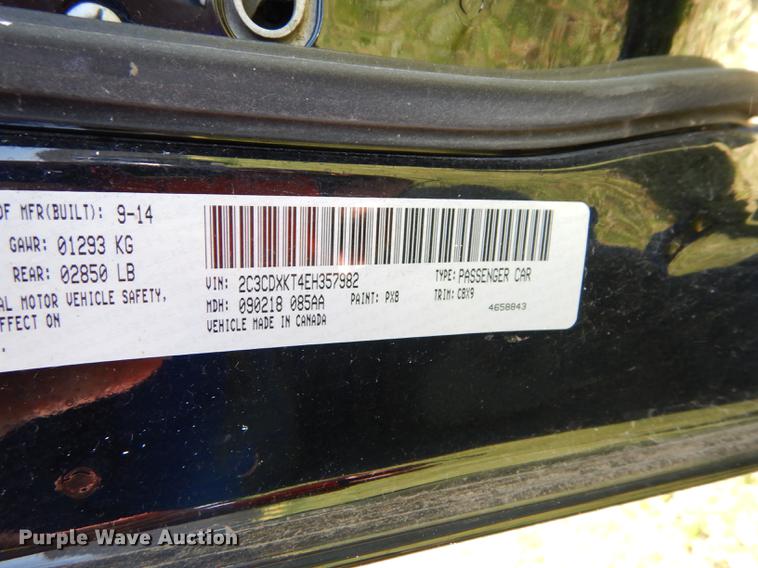 OF MFR(BUILT): 9-14
GAWR: 01293 KG
REAR: 02850 LB
AL MOTOR VEHICLE SAFETY,
FFECT ON
VIN: 2C3CDXKT4EH357982 TYPE: PASSENGER CAR
MDH: 090218 085AA PAINT: PX8 TRIM: CBX9
VEHICLE MADE IN CANADA 4658843
Purple Wave Auction